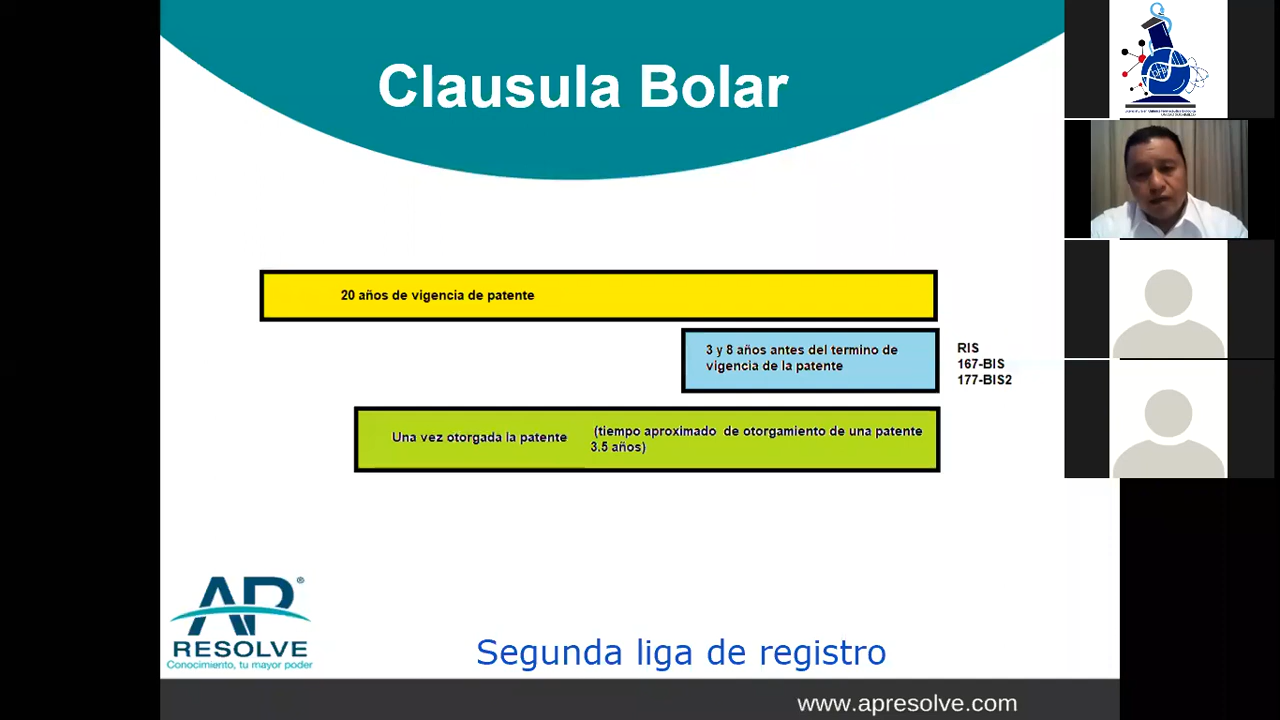 Clausula Bolar
20 años de vigencia de patente
3 y 8 años antes del termino de
vigencia de la patente
RIS
167-BIS
177-BIS2
Una vez otorgada la patente
(tiempo aproximado de otorgamiento de una patente
3.5 años)
AP
RESOLVE
Conocimiento, tu mayor poder
Segunda liga de registro
www.apresolve.com